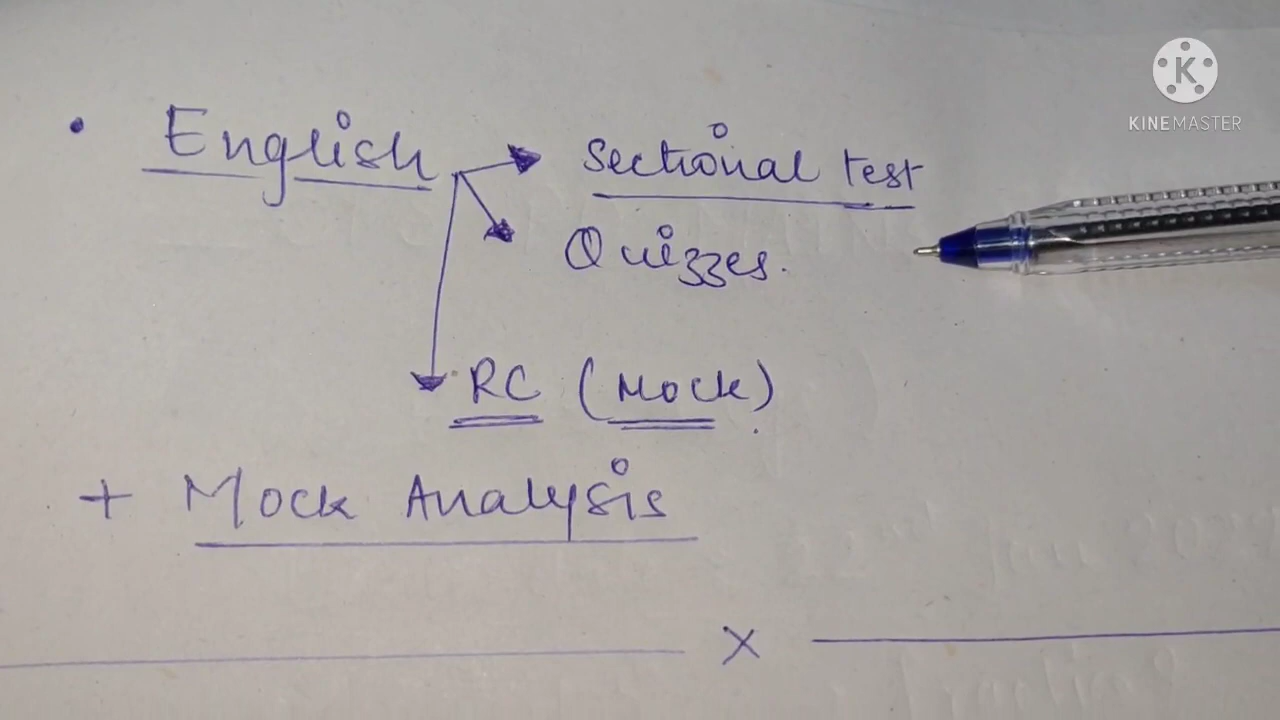 K
KINEMASTER
• English Sectional Test
Quizzes.
RC (Mock)
+ Mock Analysis
X